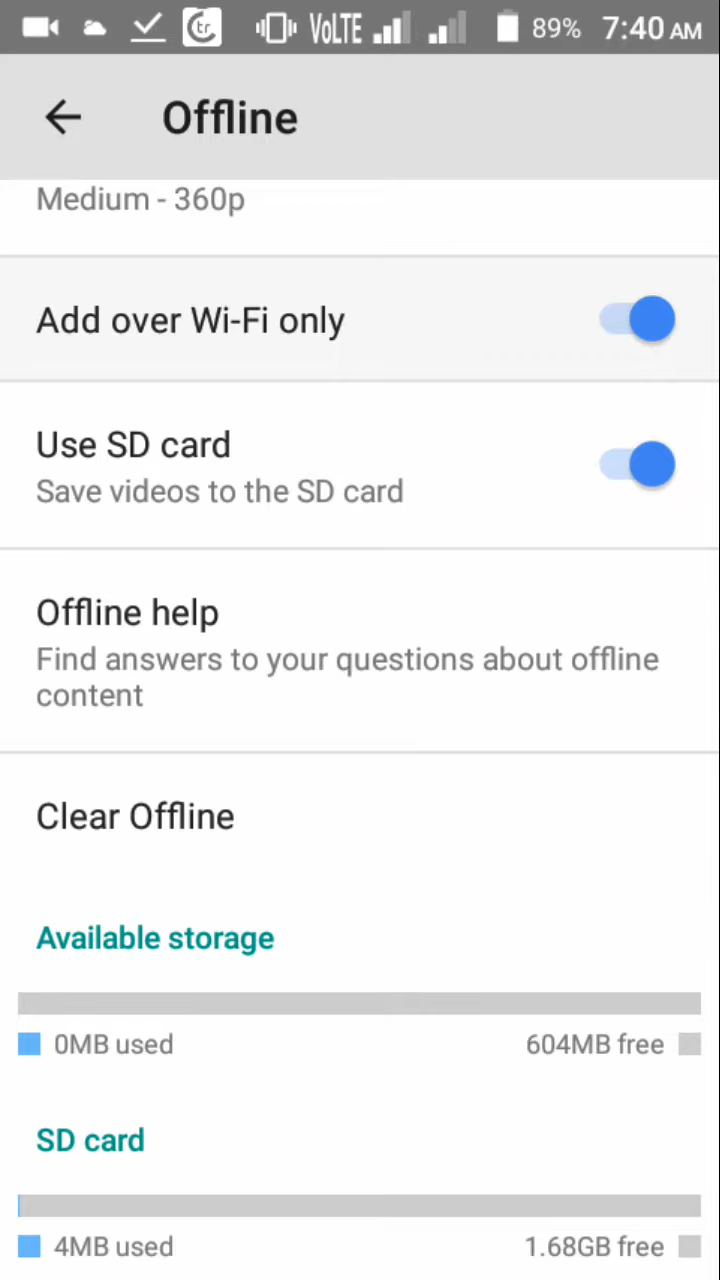 tr VoLTE 89% 7:40 AM
Offline
Medium - 360p
Add over Wi-Fi only
Use SD card
Save videos to the SD card
Offline help
Find answers to your questions about offline
content
Clear Offline
Available storage
0MB used 604MB free
SD card
4MB used 1.68GB free